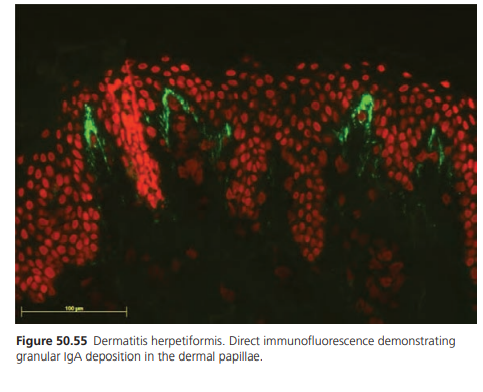 100 μm
Figure 50.55 Dermatitis herpetiformis. Direct immunofluorescence demonstrating
granular IgA deposition in the dermal papillae.